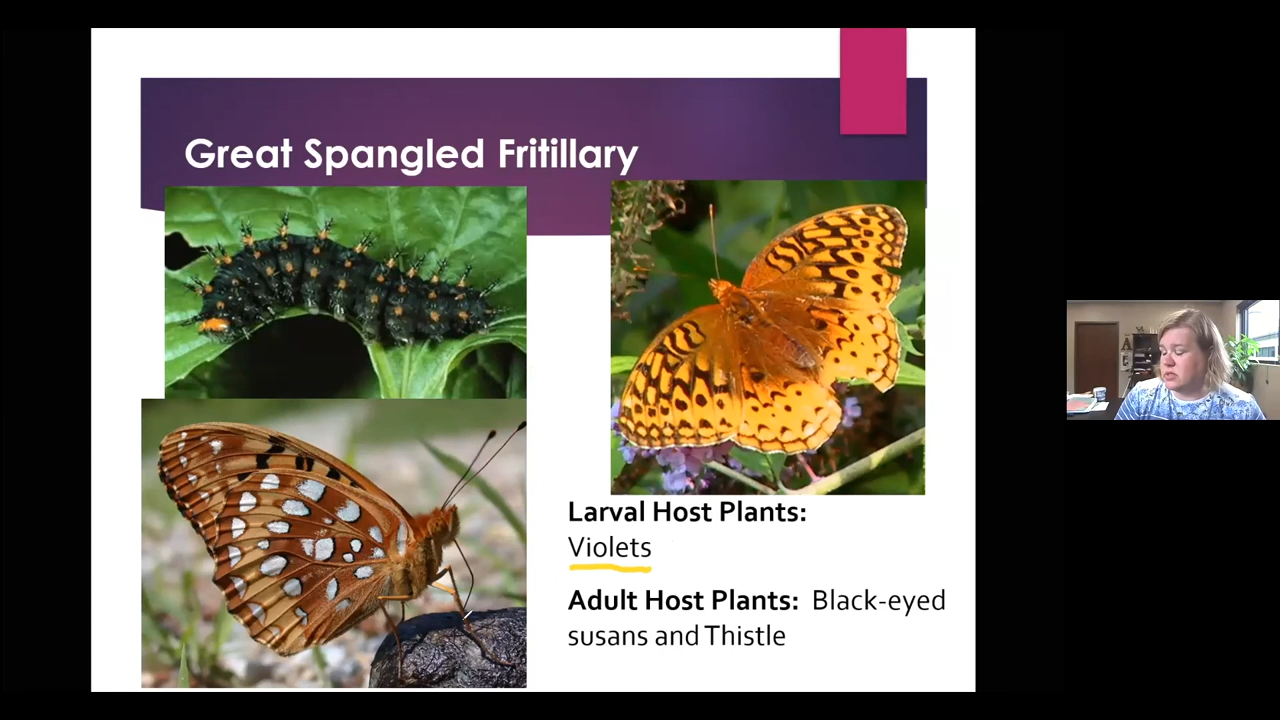 Great Spangled Fritillary
Larval Host Plants:
Violets
Adult Host Plants: Black-eyed
susans and Thistle